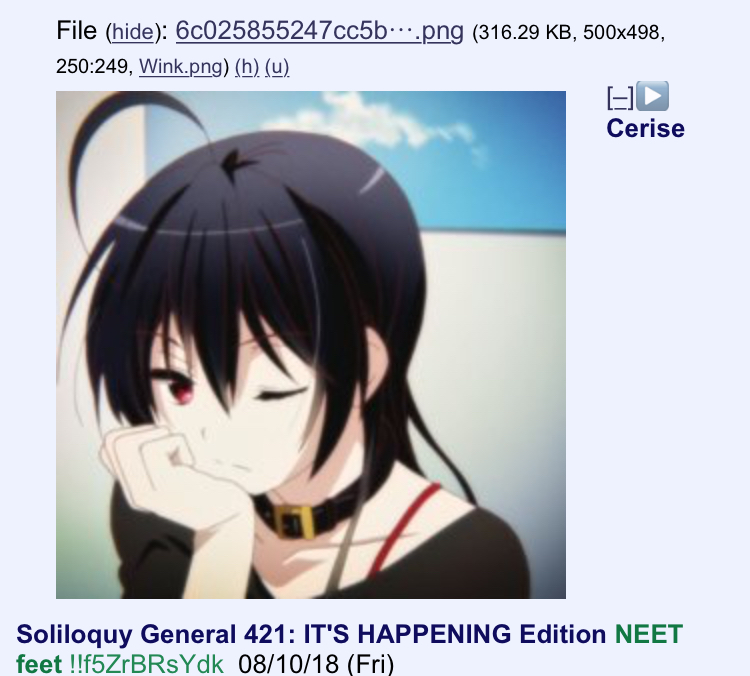 File (hide): 6c025855247cc5b⋯.png (316.29 KB, 500x498,
250:249, Wink.png) (h) (u)
[–]▶
Cerise
Soliloquy General 421: IT'S HAPPENING Edition NEET
feet !!f5ZrBRsYdk 08/10/18 (Fri)